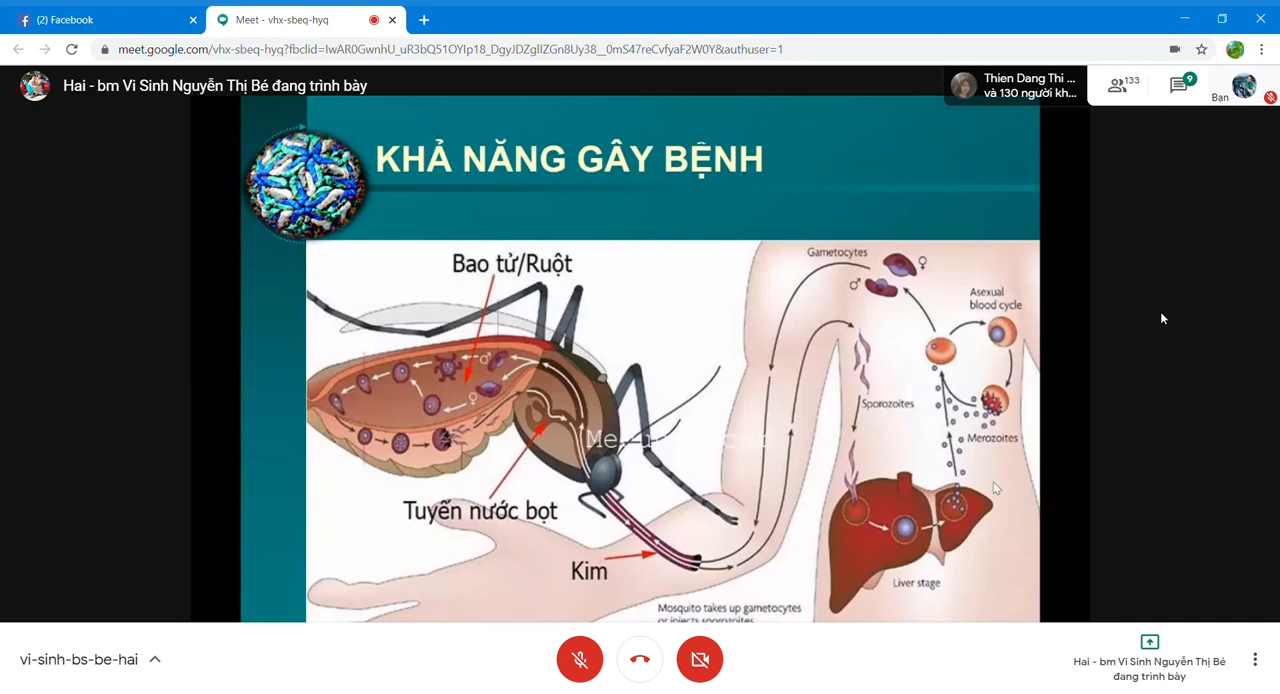 (2) Facebook
Meet - vhx-sbeq-hyq
meet.google.com/vhx-sbeq-hyq?fbclid=IwAR0GwnhU_uR3bQ51OYIp18_DgyJDZglIZGn8Uy38__0mS47reCvfyaF2W0Y&authuser=1
Hai - bm Vi Sinh Nguyễn Thị Bé đang trình bày
Thien Dang Thi ...
và 130 người kh...
133
9
Bạn
KHẢ NĂNG GÂY BỆNH
Bao tử/Ruột
Gametocytes
Asexual
blood cycle
Sporozoites
Merozoites
Tuyến nước bọt
Kim
Liver stage
Mosquito takes up gametocytes
or injects sporozoites
vi-sinh-bs-be-hai
Hai - bm Vi Sinh Nguyễn Thị Bé
đang trình bày